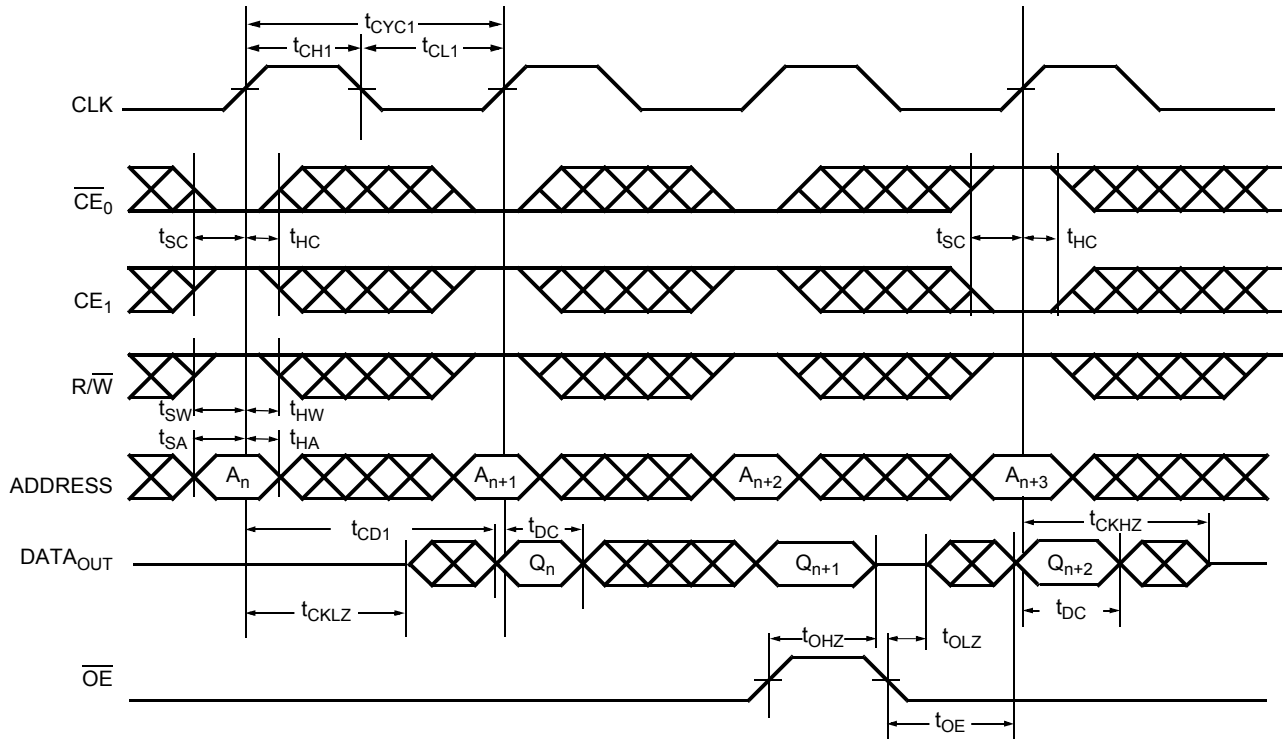 tCYC1
tCH1 tCL1
CLK
CE0
tSC tHC tSC tHC
CE1
R/W
tSW tHW
tSA tHA
ADDRESS An An+1 An+2 An+3
tCD1 tDC tCKHZ
DATAOUT Qn Qn+1 Qn+2
tCKLZ tDC
tOHZ tOLZ
OE
tOE